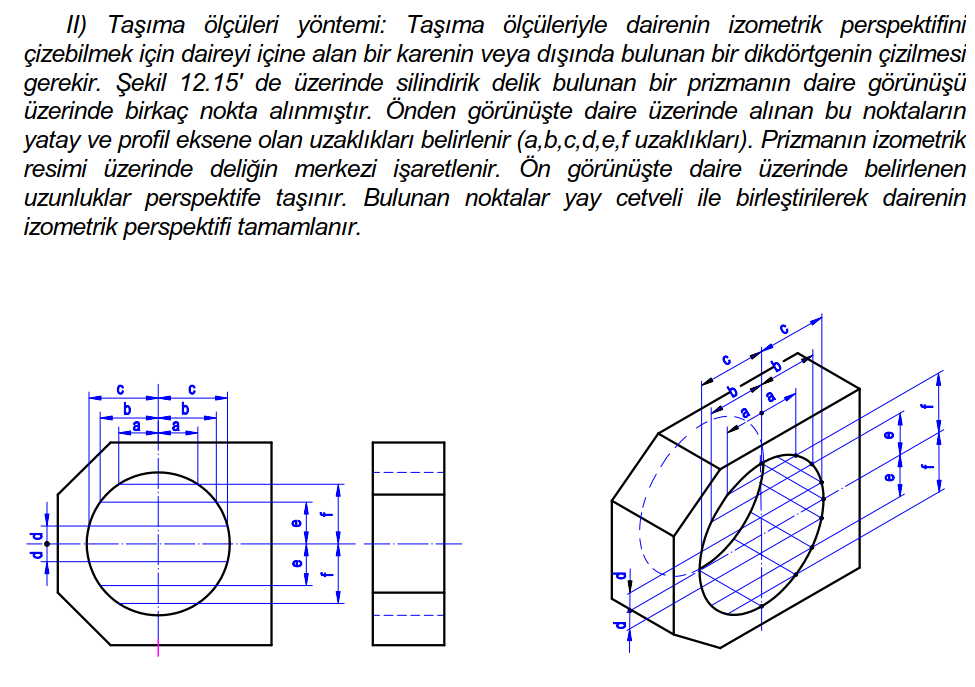 II) Taşıma ölçüleri yöntemi: Taşıma ölçüleriyle dairenin izometrik perspektifini
çizebilmek için daireyi içine alan bir karenin veya dışında bulunan bir dikdörtgenin çizilmesi
gerekir. Şekil 12.15' de üzerinde silindirik delik bulunan bir prizmanın daire görünüşü
üzerinde birkaç nokta alınmıştır. Önden görünüşte daire üzerinde alınan bu noktaların
yatay ve profil eksene olan uzaklıkları belirlenir (a,b,c,d,e,f uzaklıkları). Prizmanın izometrik
resimi üzerinde deliğin merkezi işaretlenir. Ön görünüşte daire üzerinde belirlenen
uzunluklar perspektife taşınır. Bulunan noktalar yay cetveli ile birleştirilerek dairenin
izometrik perspektifi tamamlanır.
c c
b b
a a
d
d
e
e
f
f
c
c
b
b
a
a
f
f
e
e
d
d